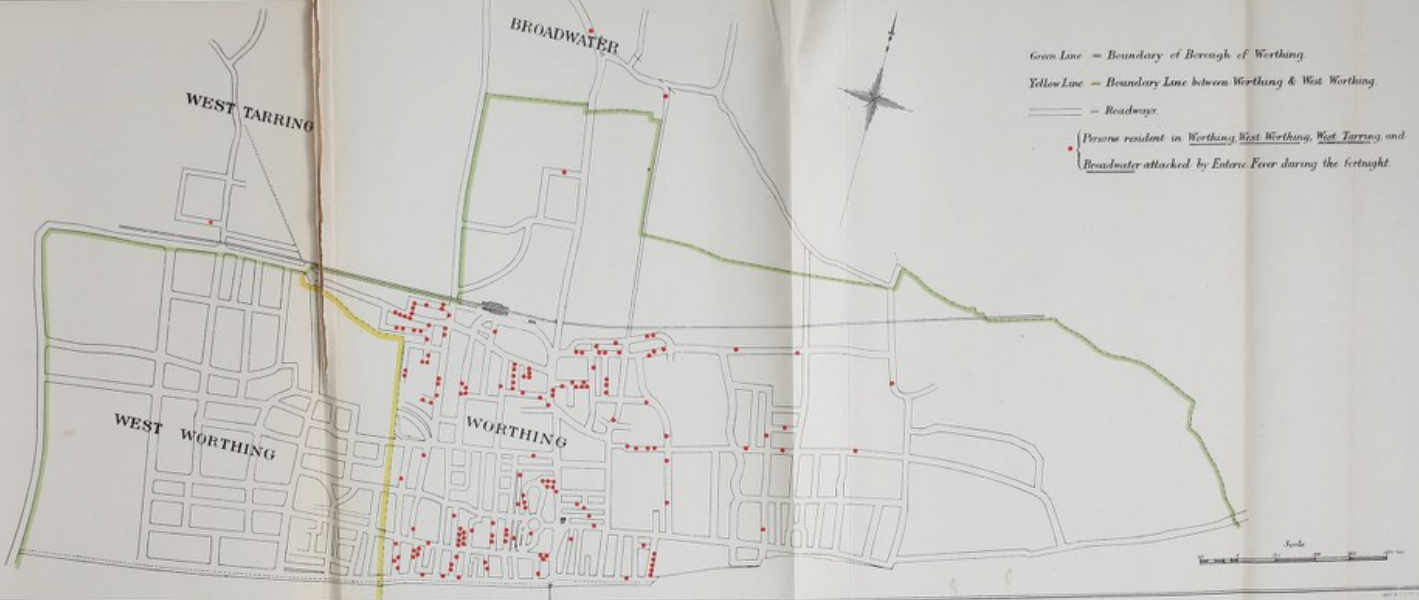 BROADWATER
WEST TARRING
Green Line = Boundary of Borough of Worthing.
Yellow Line = Boundary Line between Worthing & West Worthing.
= Roadways.
Persons resident in Worthing, West Worthing, West Tarring, and
Broadwater attacked by Enteric Fever during the fortnight.
WEST WORTHING
WORTHING
Scale